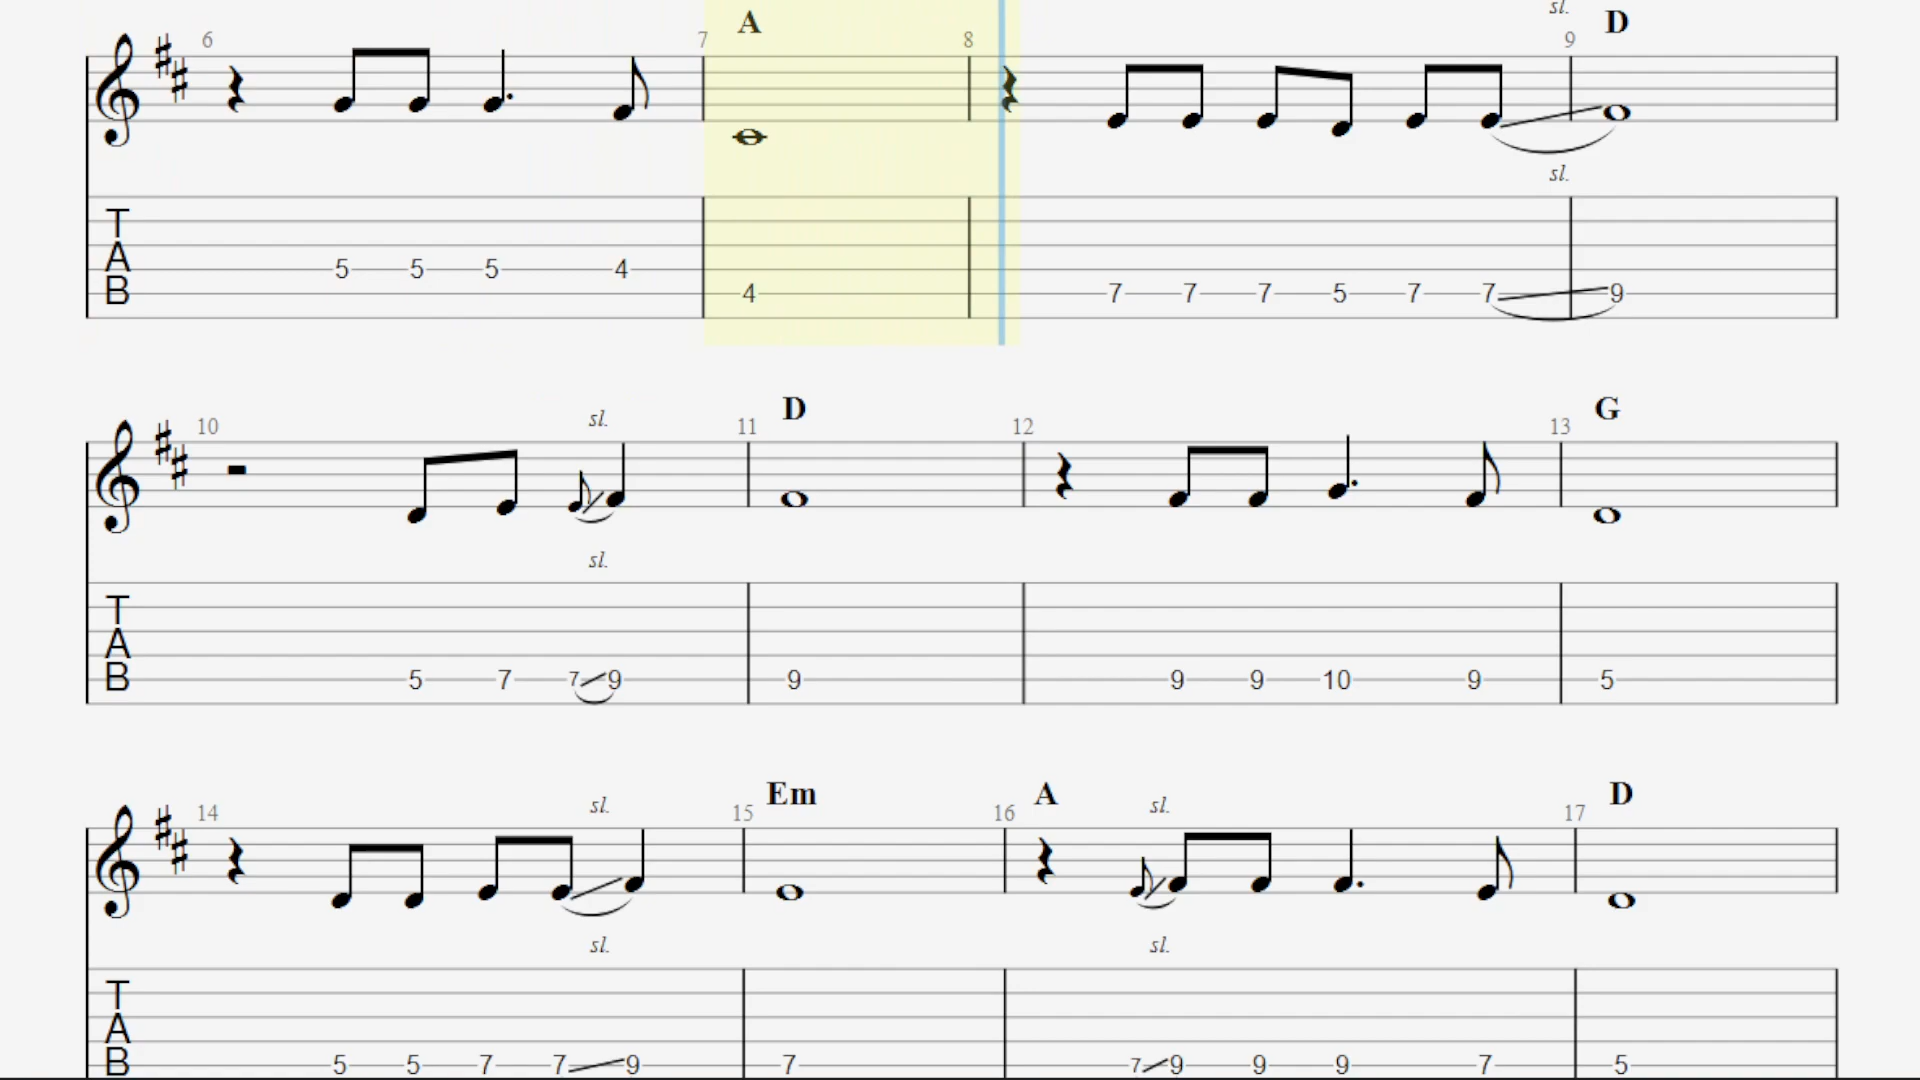 sl.
A D
6 7 8 9
sl.
T
A 5 5 5 4
B 4 7 7 7 5 7 7 9
D G
sl.
10 11 12 13
sl.
T
A
B 5 7 7 9 9 9 9 10 9 5
Em A D
sl. sl.
14 15 16 17
sl. sl.
T
A
B 5 5 7 7 9 7 7 9 9 9 7 5